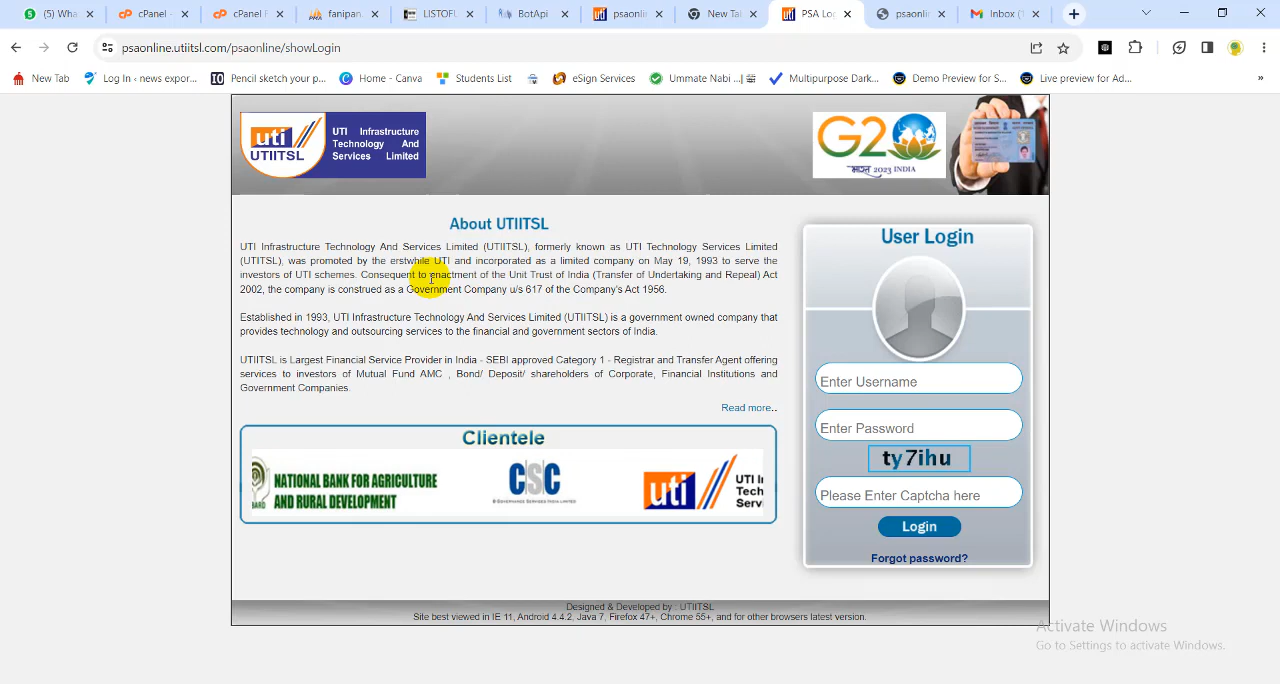 (5) Wha
cPanel -
cPanel F
fanipan.
LISTOFL
BotApi
psaonlin
New Tab
PSA Log
psaonlin
Inbox (1
psaonline.utiitsl.com/psaonline/showLogin
New Tab
Log In ‹ news expor...
Pencil sketch your p...
Home - Canva
Students List
eSign Services
Ummate Nabi ...|
Multipurpose Dark...
Demo Preview for S...
Live preview for Ad...
»
uti
UTIITSL
UTI Infrastructure
Technology And
Services Limited
G20
भारत 2023 INDIA
About UTIITSL
UTI Infrastructure Technology And Services Limited (UTIITSL), formerly known as UTI Technology Services Limited
(UTITSL), was promoted by the erstwhile UTI and incorporated as a limited company on May 19, 1993 to serve the
investors of UTI schemes. Consequent to enactment of the Unit Trust of India (Transfer of Undertaking and Repeal) Act
2002, the company is construed as a Government Company u/s 617 of the Company's Act 1956.
Established in 1993, UTI Infrastructure Technology And Services Limited (UTIITSL) is a government owned company that
provides technology and outsourcing services to the financial and government sectors of India.
UTIITSL is Largest Financial Service Provider in India - SEBI approved Category 1 - Registrar and Transfer Agent offering
services to investors of Mutual Fund AMC , Bond/ Deposit/ shareholders of Corporate, Financial Institutions and
Government Companies.
Read more..
Clientele
NATIONAL BANK FOR AGRICULTURE
AND RURAL DEVELOPMENT
CSC
E-GOVERNANCE SERVICES INDIA LIMITED
uti
UTI I
Tech
Serv
User Login
Enter Username
Enter Password
ty7ihu
Please Enter Captcha here
Login
Forgot password?
Designed & Developed by : UTIITSL
Site best viewed in IE 11, Android 4.4.2, Java 7, Firefox 47+, Chrome 55+, and for other browsers latest version.
Activate Windows
Go to Settings to activate Windows.